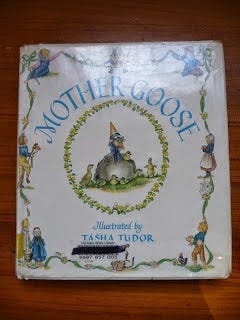 MOTHER GOOSE
Illustrated by
TASHA TUDOR